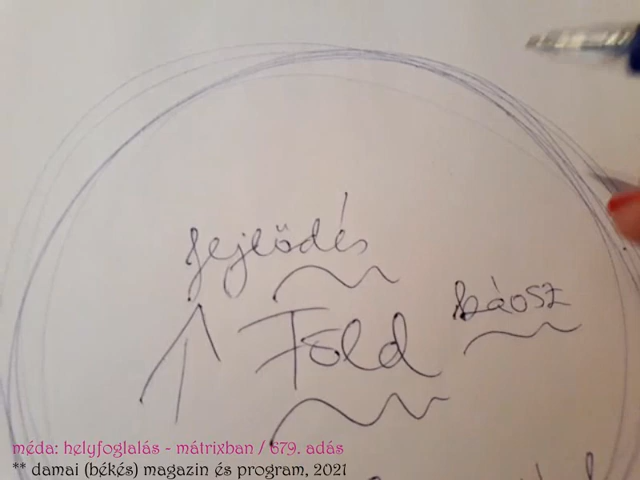 fejlődés
káosz
Föld
méda: helyfoglalás - mátrixban / 679. adás
** damai (békés) magazin és program, 2021